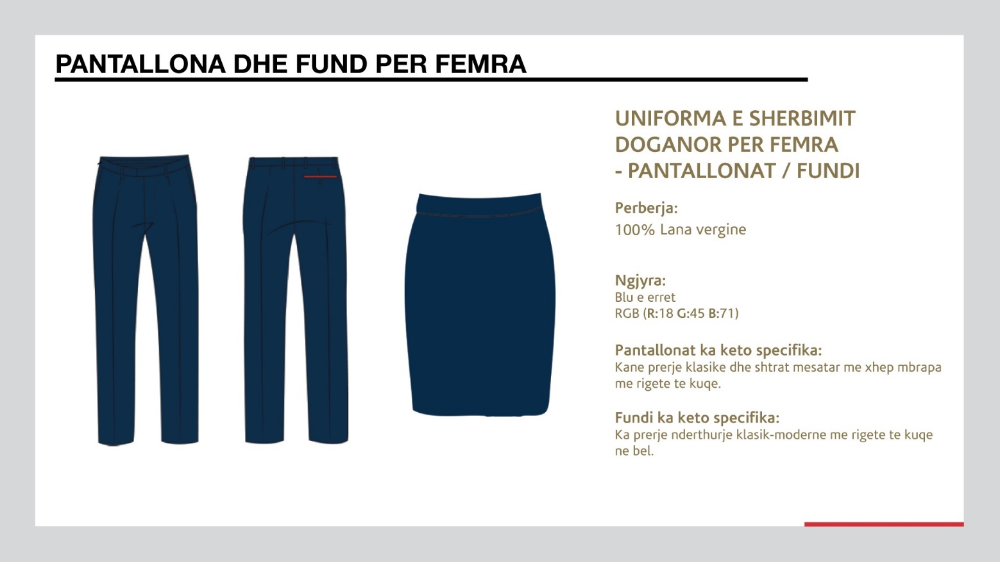 PANTALLONA DHE FUND PER FEMRA
UNIFORMA E SHERBIMIT
DOGANOR PER FEMRA
- PANTALLONAT / FUNDI
Perberja:
100% Lana vergine
Ngjyra:
Blu e erret
RGB (R:18 G:45 B:71)
Pantallonat ka keto specifika:
Kane prerje klasike dhe shtrat mesatar me xhep mbrapa
me rigete te kuqe.
Fundi ka keto specifika:
Ka prerje nderthurje klasik-moderne me rigete te kuqe
ne bel.